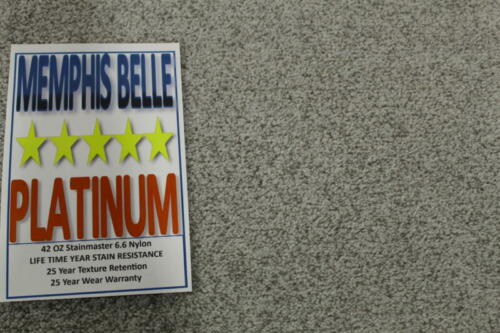 MEMPHIS BELLE
PLATINUM
42 OZ Stainmaster 6.6 Nylon
LIFE TIME YEAR STAIN RESISTANCE
25 Year Texture Retention
25 Year Wear Warranty